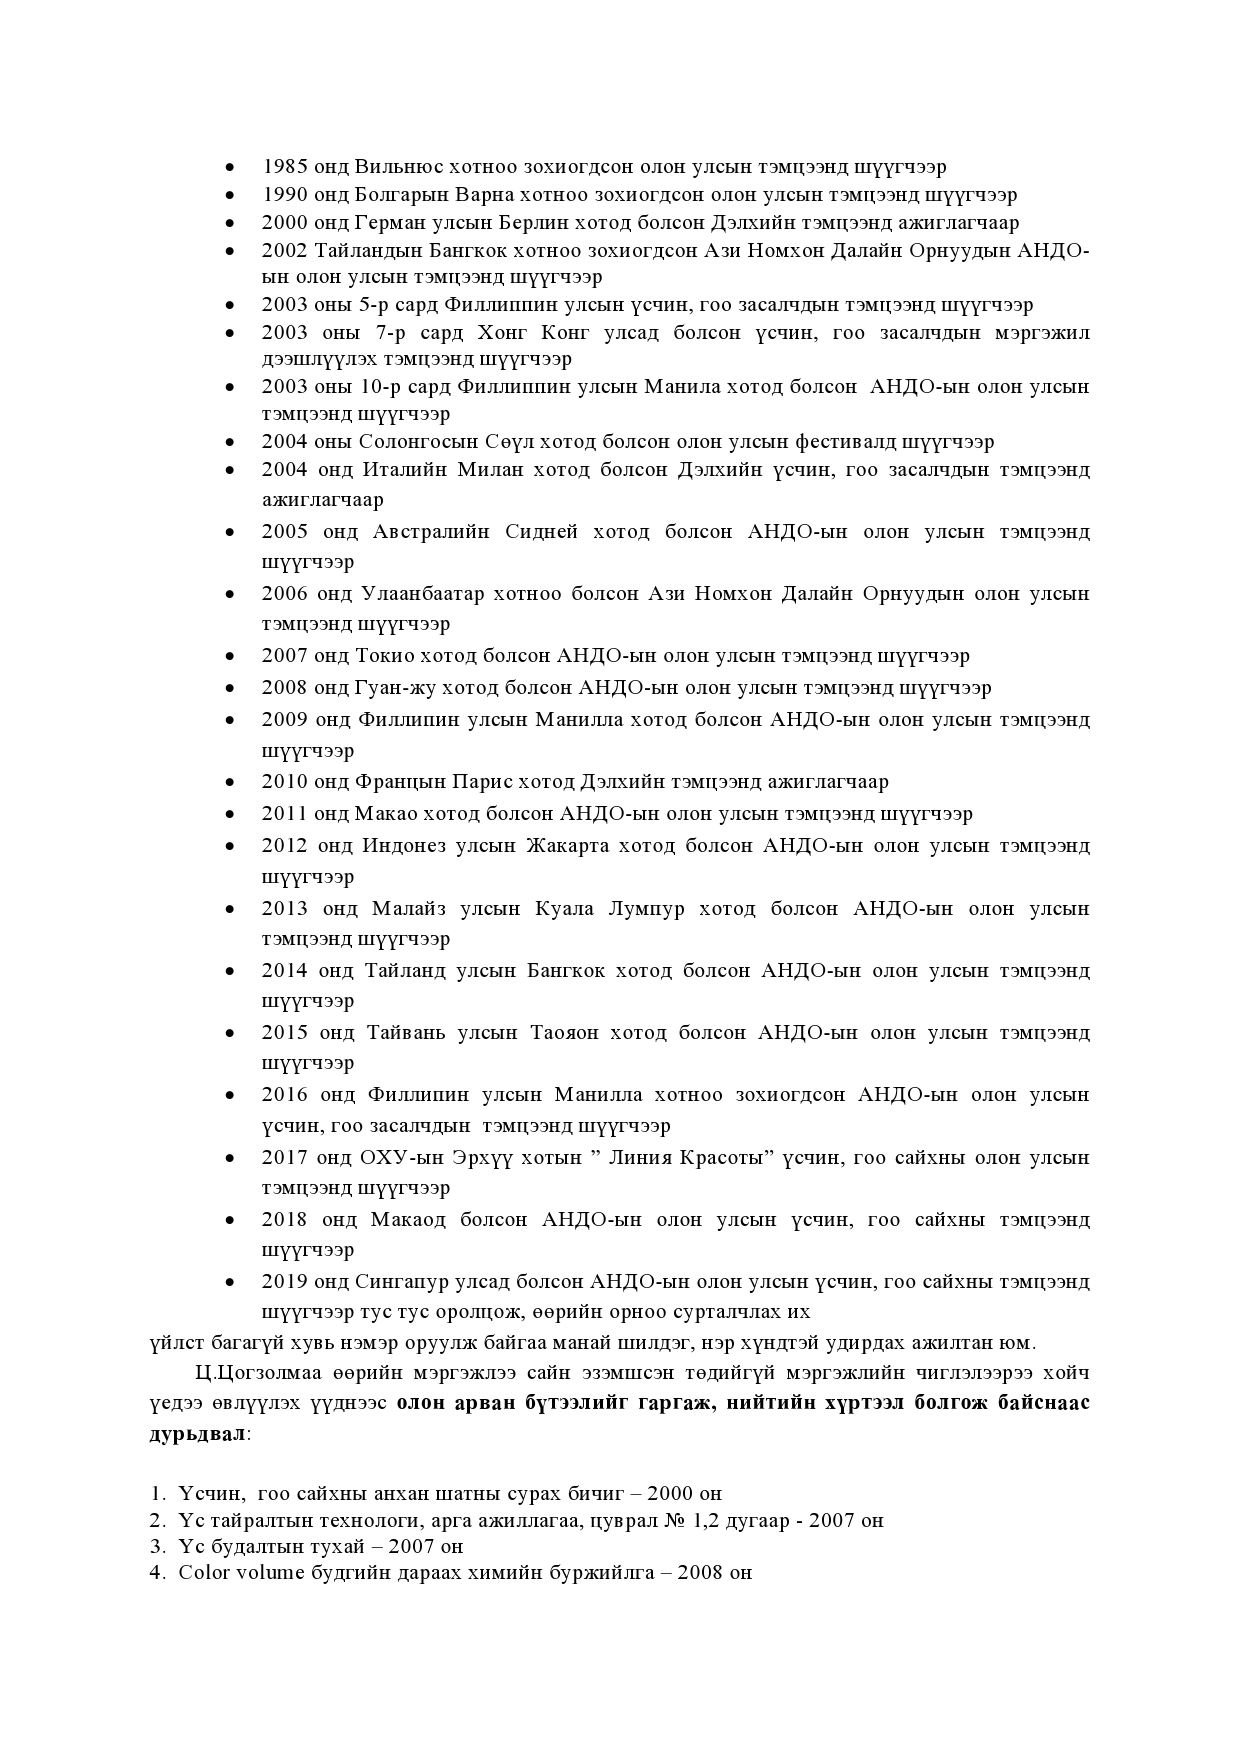 • 1985 онд Вильнюс хотноо зохиогдсон олон улсын тэмцээнд шүүгчээр
• 1990 онд Болгарын Варна хотноо зохиогдсон олон улсын тэмцээнд шүүгчээр
• 2000 онд Герман улсын Берлин хотод болсон Дэлхийн тэмцээнд ажиглагчаар
• 2002 Тайландын Бангкок хотноо зохиогдсон Ази Номхон Далайн Орнуудын АНДО-
ын олон улсын тэмцээнд шүүгчээр
• 2003 оны 5-р сард Филлиппин улсын үсчин, гоо засалчдын тэмцээнд шүүгчээр
• 2003 оны 7-р сард Хонг Конг улсад болсон үсчин, гоо засалчдын мэргэжил
дээшлүүлэх тэмцээнд шүүгчээр
• 2003 оны 10-р сард Филлиппин улсын Манила хотод болсон АНДО-ын олон улсын
тэмцээнд шүүгчээр
• 2004 оны Солонгосын Сөүл хотод болсон олон улсын фестивалд шүүгчээр
• 2004 онд Италийн Милан хотод болсон Дэлхийн үсчин, гоо засалчдын тэмцээнд
ажиглагчаар
• 2005 онд Австралийн Сидней хотод болсон АНДО-ын олон улсын тэмцээнд
шүүгчээр
• 2006 онд Улаанбаатар хотноо болсон Ази Номхон Далайн Орнуудын олон улсын
тэмцээнд шүүгчээр
• 2007 онд Токио хотод болсон АНДО-ын олон улсын тэмцээнд шүүгчээр
• 2008 онд Гуан-жу хотод болсон АНДО-ын олон улсын тэмцээнд шүүгчээр
• 2009 онд Филлипин улсын Манилла хотод болсон АНДО-ын олон улсын тэмцээнд
шүүгчээр
• 2010 онд Францын Парис хотод Дэлхийн тэмцээнд ажиглагчаар
• 2011 онд Макао хотод болсон АНДО-ын олон улсын тэмцээнд шүүгчээр
• 2012 онд Индонез улсын Жакарта хотод болсон АНДО-ын олон улсын тэмцээнд
шүүгчээр
• 2013 онд Малайз улсын Куала Лумпур хотод болсон АНДО-ын олон улсын
тэмцээнд шүүгчээр
• 2014 онд Тайланд улсын Бангкок хотод болсон АНДО-ын олон улсын тэмцээнд
шүүгчээр
• 2015 онд Тайвань улсын Таояон хотод болсон АНДО-ын олон улсын тэмцээнд
шүүгчээр
• 2016 онд Филлипин улсын Манилла хотноо зохиогдсон АНДО-ын олон улсын
үсчин, гоо засалчдын тэмцээнд шүүгчээр
• 2017 онд ОХУ-ын Эрхүү хотын ” Линия Красоты” үсчин, гоо сайхны олон улсын
тэмцээнд шүүгчээр
• 2018 онд Макаод болсон АНДО-ын олон улсын үсчин, гоо сайхны тэмцээнд
шүүгчээр
• 2019 онд Сингапур улсад болсон АНДО-ын олон улсын үсчин, гоо сайхны тэмцээнд
шүүгчээр тус тус оролцож, өөрийн орноо сурталчлах их
үйлст багагүй хувь нэмэр оруулж байгаа манай шилдэг, нэр хүндтэй удирдах ажилтан юм.
Ц.Цогзолмаа өөрийн мэргэжлээ сайн эзэмшсэн төдийгүй мэргэжлийн чиглэлээрээ хойч
үедээ өвлүүлэх үүднээс олон арван бүтээлийг гаргаж, нийтийн хүртээл болгож байснаас
дурьдвал:
1. Үсчин, гоо сайхны анхан шатны сурах бичиг – 2000 он
2. Үс тайралтын технологи, арга ажиллагаа, цуврал № 1,2 дугаар - 2007 он
3. Үс будалтын тухай – 2007 он
4. Color volume будгийн дараах химийн буржийлга – 2008 он